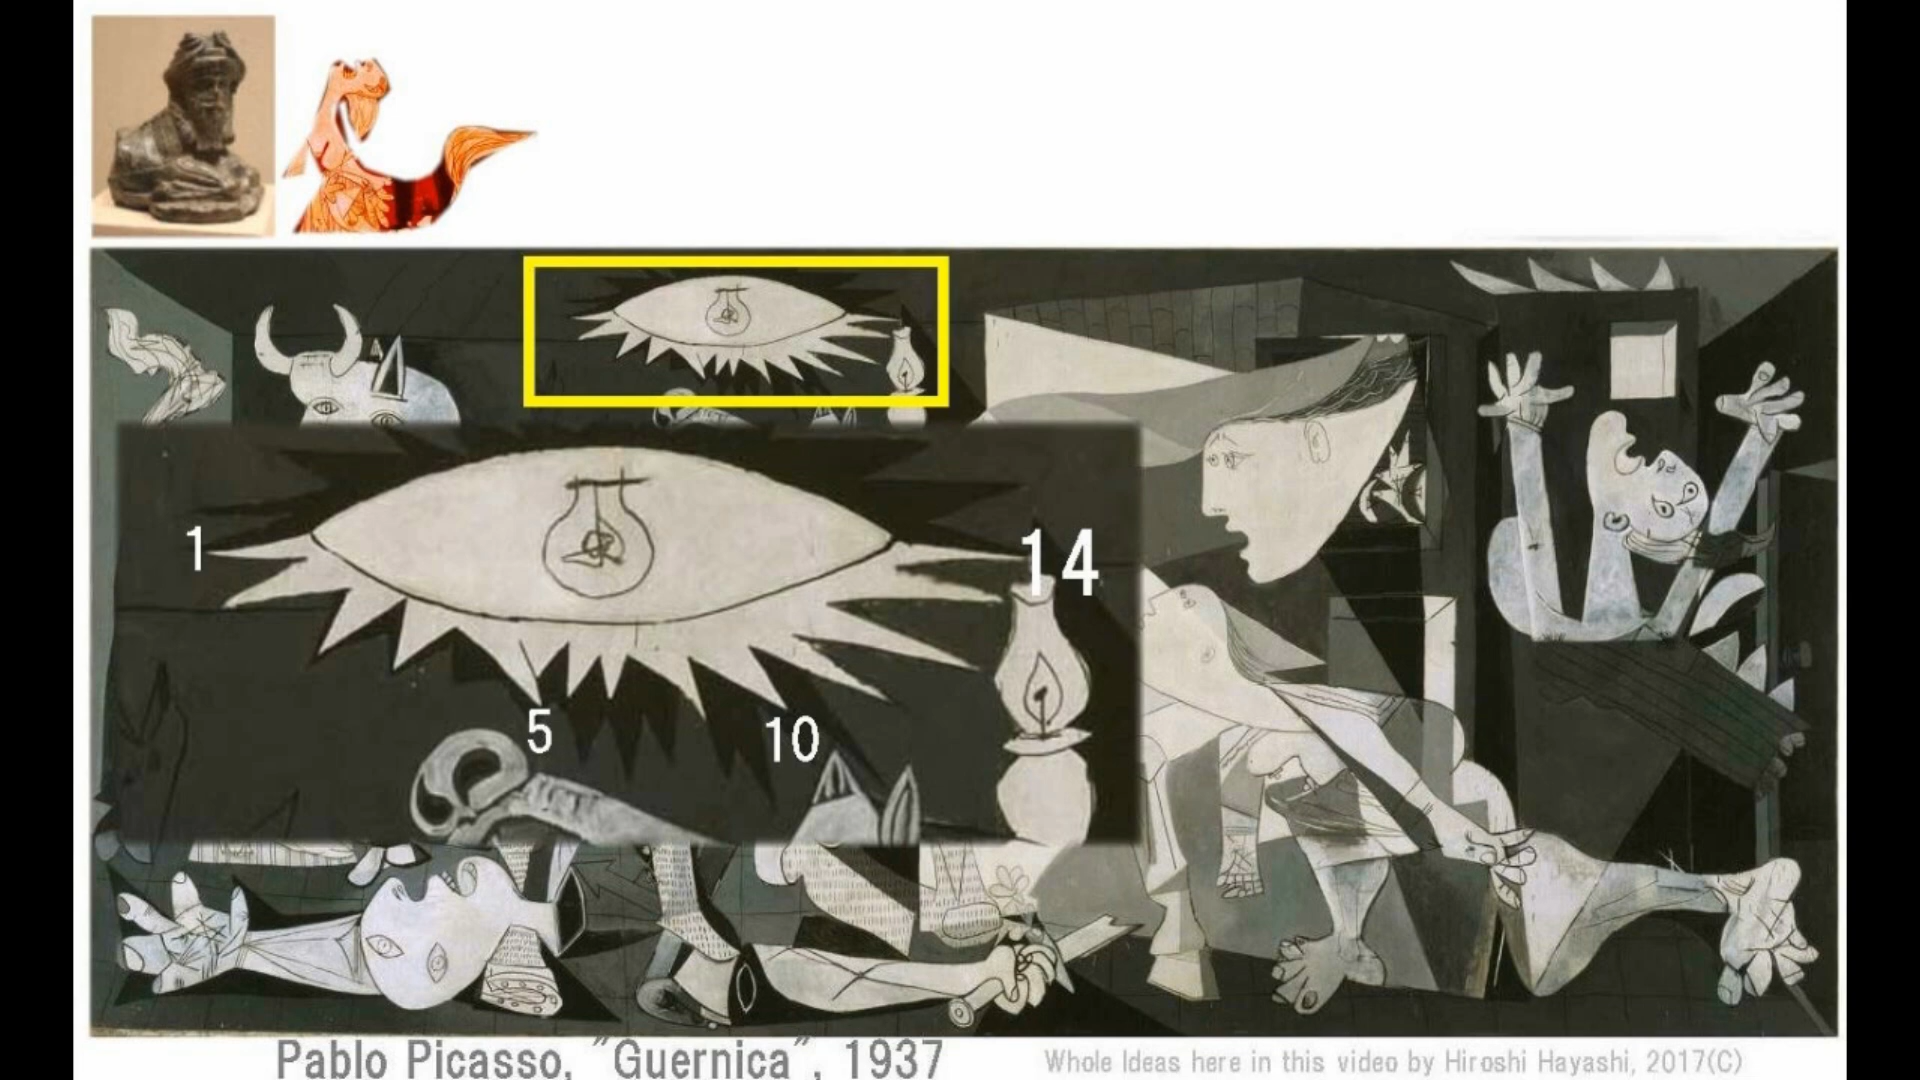 1
14
5
10
Pablo Picasso, "Guernica", 1937
Whole Ideas here in this video by Hiroshi Hayashi, 2017(C)